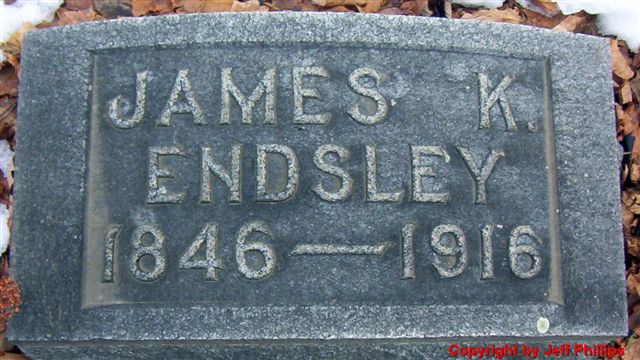 JAMES K.
ENDSLEY
1846—1916
Copyright by Jeff Phillips